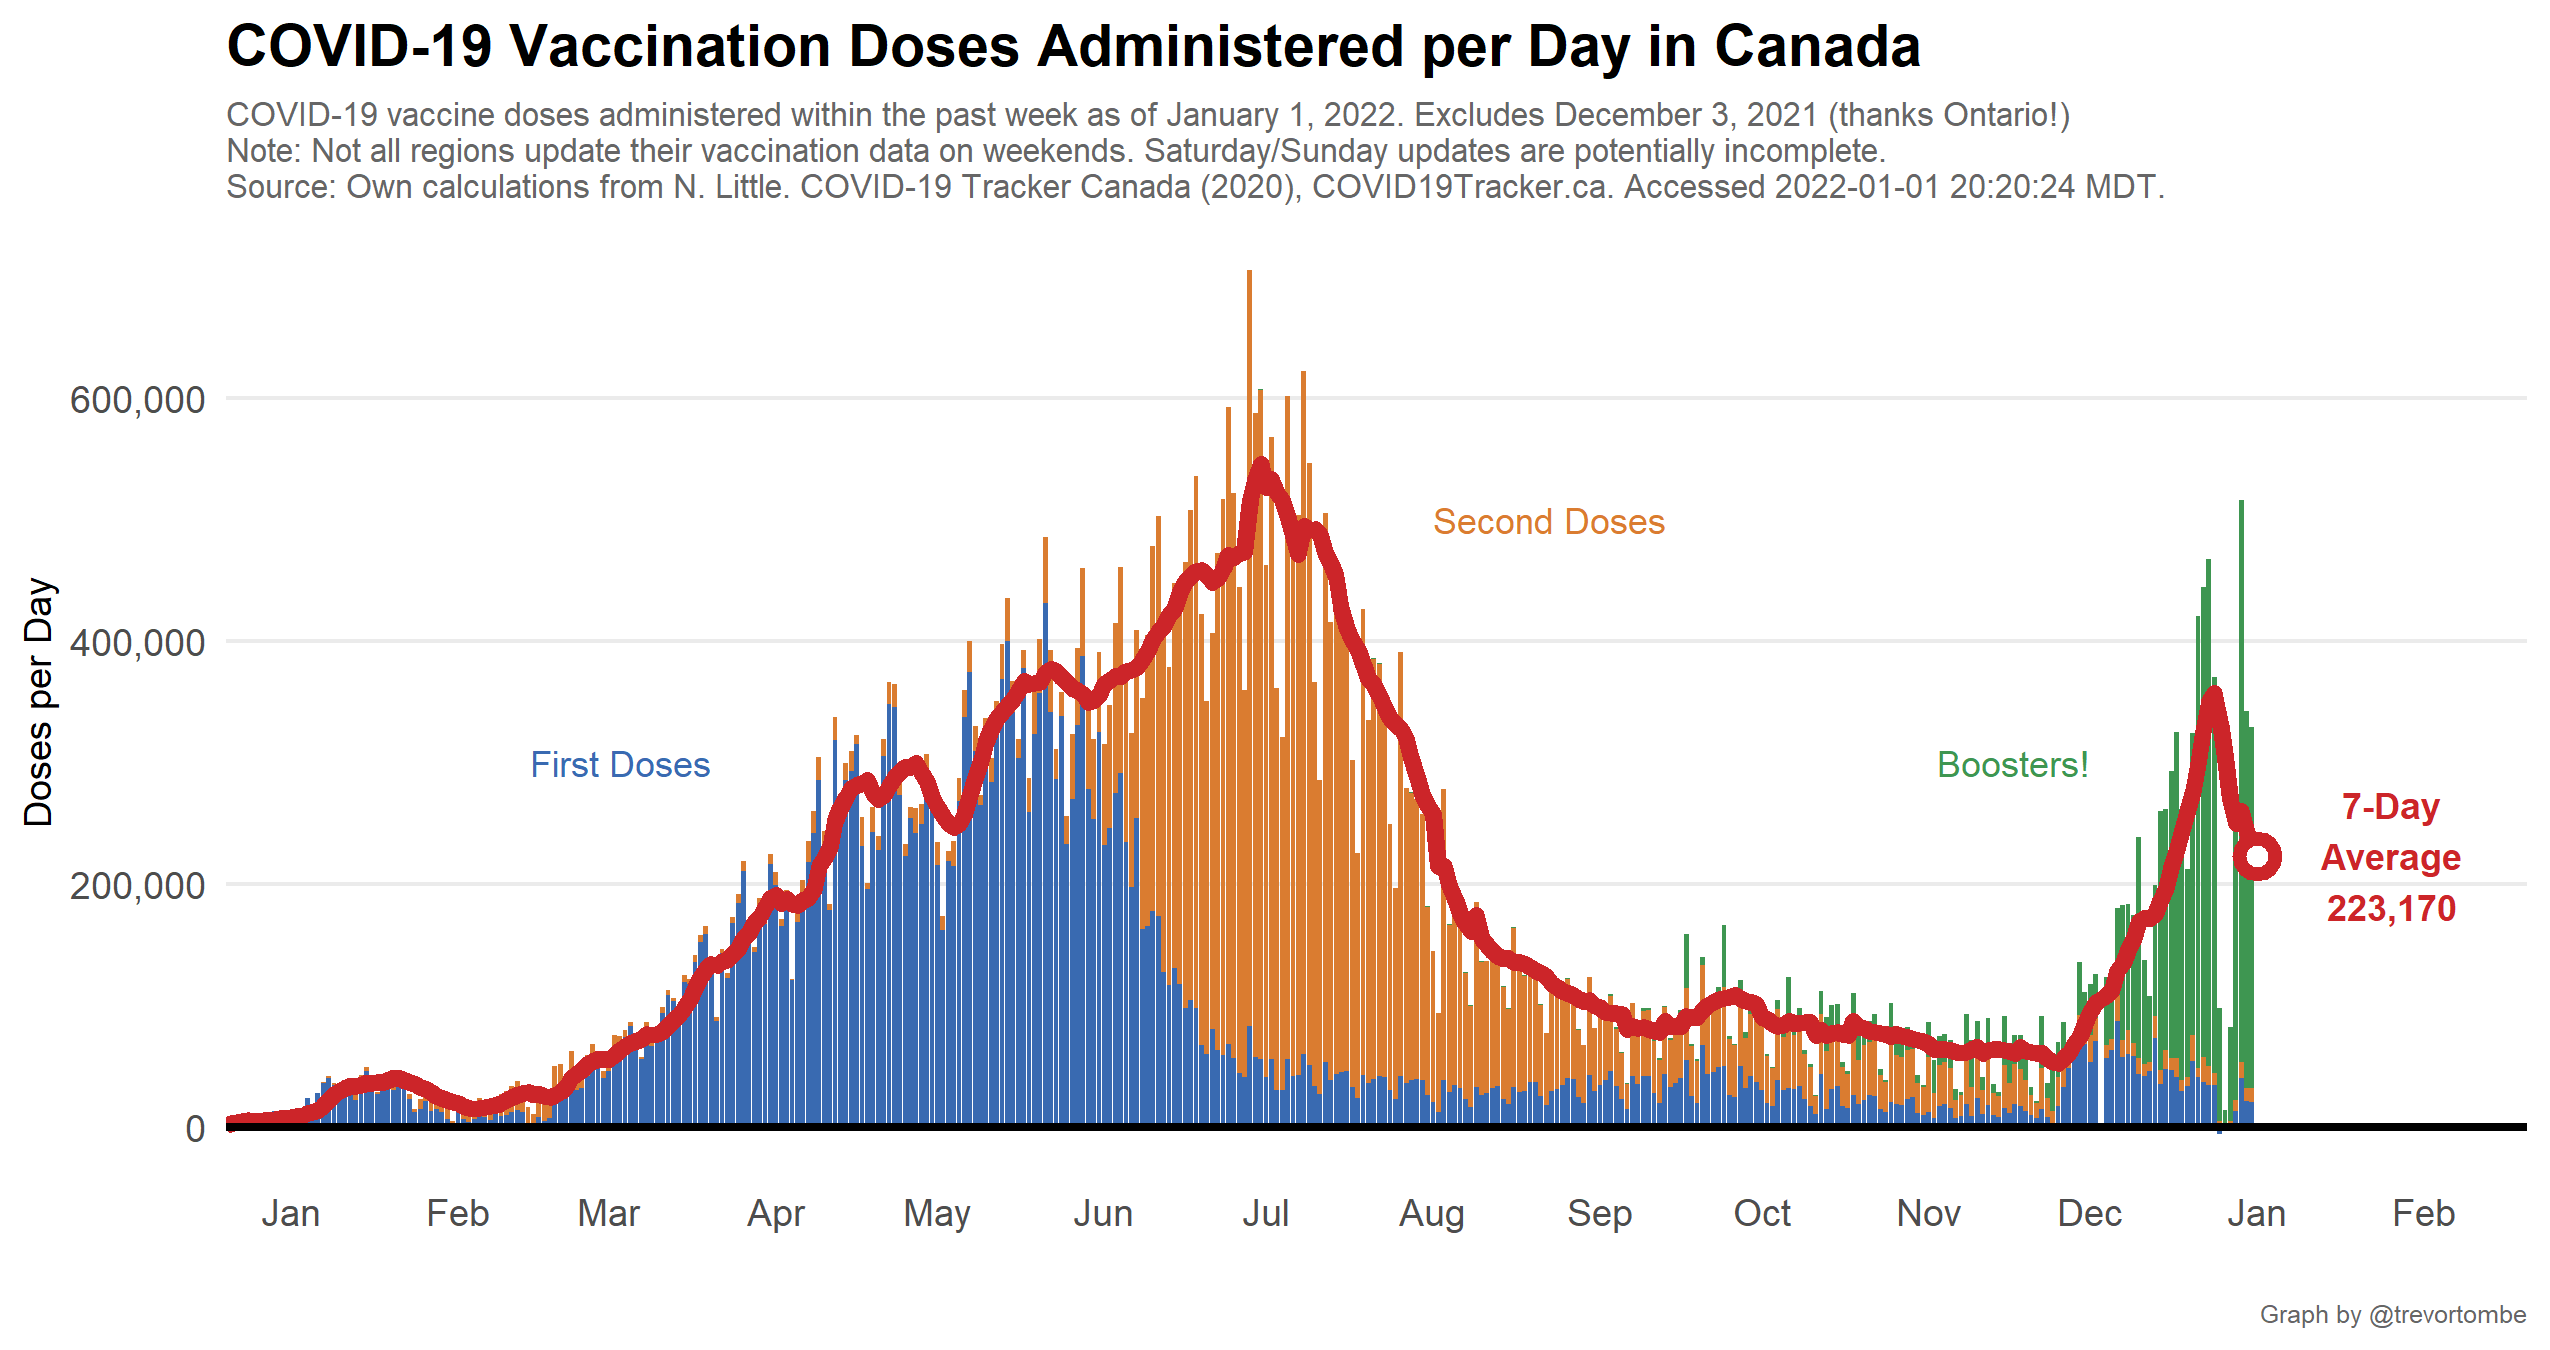 COVID-19 Vaccination Doses Administered per Day in Canada
COVID-19 vaccine doses administered within the past week as of January 1, 2022. Excludes December 3, 2021 (thanks Ontario!)
Note: Not all regions update their vaccination data on weekends. Saturday/Sunday updates are potentially incomplete.
Source: Own calculations from N. Little. COVID-19 Tracker Canada (2020), COVID19Tracker.ca. Accessed 2022-01-01 20:20:24 MDT.
Doses per Day
600,000
400,000
200,000
0
First Doses
Second Doses
Boosters!
7-Day
Average
223,170
Jan Feb Mar Apr May Jun Jul Aug Sep Oct Nov Dec Jan Feb
Graph by @trevortombe